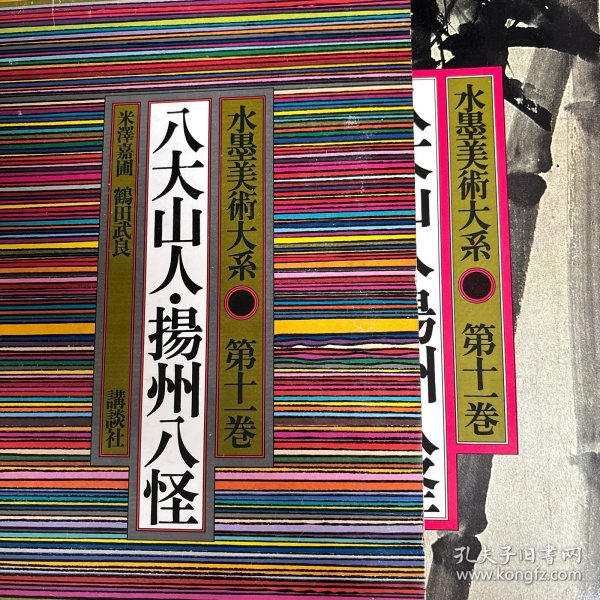 水墨美術大系●第十一巻
八大山人・揚州八怪
米澤嘉圃 鶴田武良
講談社
水墨美術大系●第十一巻
揚州
孔夫子旧书网
www.kongfz.com